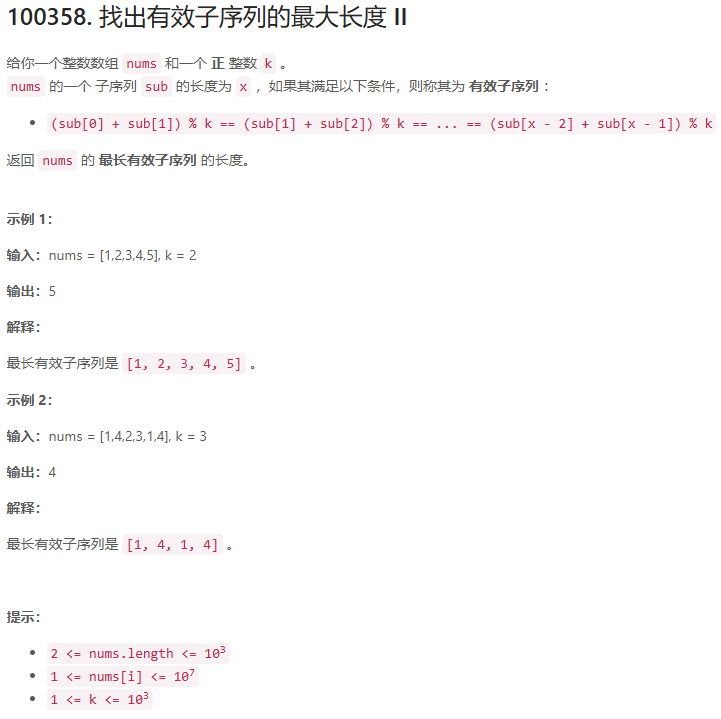 100358. 找出有效子序列的最大长度 II
给你一个整数数组 nums 和一个 正 整数 k 。
nums 的一个 子序列 sub 的长度为 x ，如果其满足以下条件，则称其为 有效子序列 ：
• (sub[0] + sub[1]) % k == (sub[1] + sub[2]) % k == ... == (sub[x - 2] + sub[x - 1]) % k
返回 nums 的 最长有效子序列 的长度。
示例 1：
输入：nums = [1,2,3,4,5], k = 2
输出：5
解释：
最长有效子序列是 [1, 2, 3, 4, 5] 。
示例 2：
输入：nums = [1,4,2,3,1,4], k = 3
输出：4
解释：
最长有效子序列是 [1, 4, 1, 4] 。
提示：
• 2 <= nums.length <= 10³
• 1 <= nums[i] <= 10⁷
• 1 <= k <= 10³